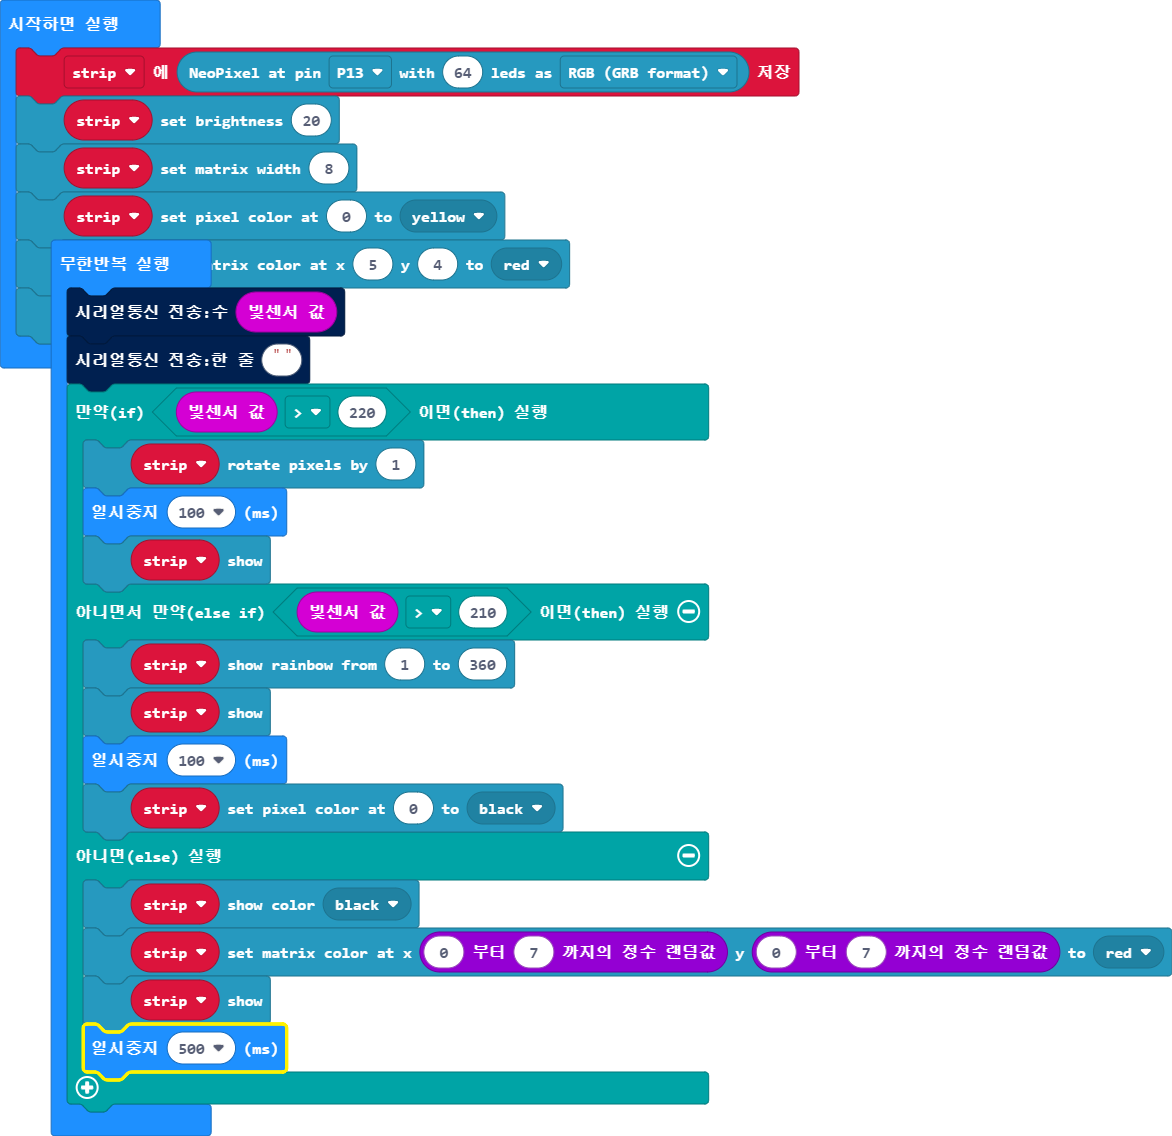 시작하면 실행
strip 에 NeoPixel at pin P13 with 64 leds as RGB (GRB format) 저장
strip set brightness 20
strip set matrix width 8
strip set pixel color at 0 to yellow
무한반복 실행
trix color at x 5 y 4 to red
시리얼통신 전송:수 빛센서 값
시리얼통신 전송:한 줄 " "
만약(if) 빛센서 값 > 220 이면(then) 실행
strip rotate pixels by 1
일시중지 100 (ms)
strip show
아니면서 만약(else if) 빛센서 값 > 210 이면(then) 실행
strip show rainbow from 1 to 360
strip show
일시중지 100 (ms)
strip set pixel color at 0 to black
아니면(else) 실행
strip show color black
strip set matrix color at x 0 부터 7 까지의 정수 랜덤값 y 0 부터 7 까지의 정수 랜덤값 to red
strip show
일시중지 500 (ms)